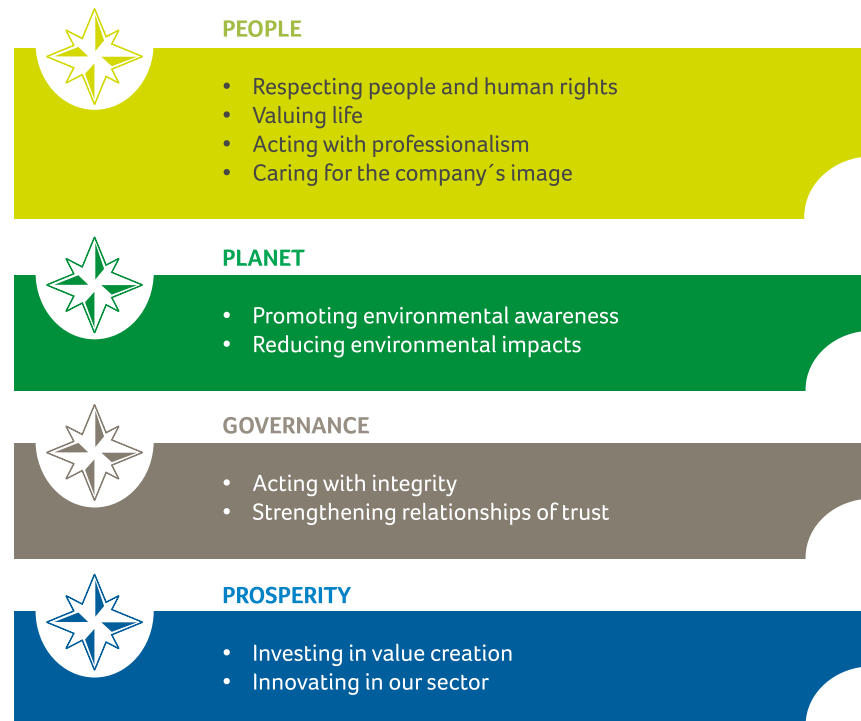 PEOPLE
• Respecting people and human rights
• Valuing life
• Acting with professionalism
• Caring for the company´s image
PLANET
• Promoting environmental awareness
• Reducing environmental impacts
GOVERNANCE
• Acting with integrity
• Strengthening relationships of trust
PROSPERITY
• Investing in value creation
• Innovating in our sector